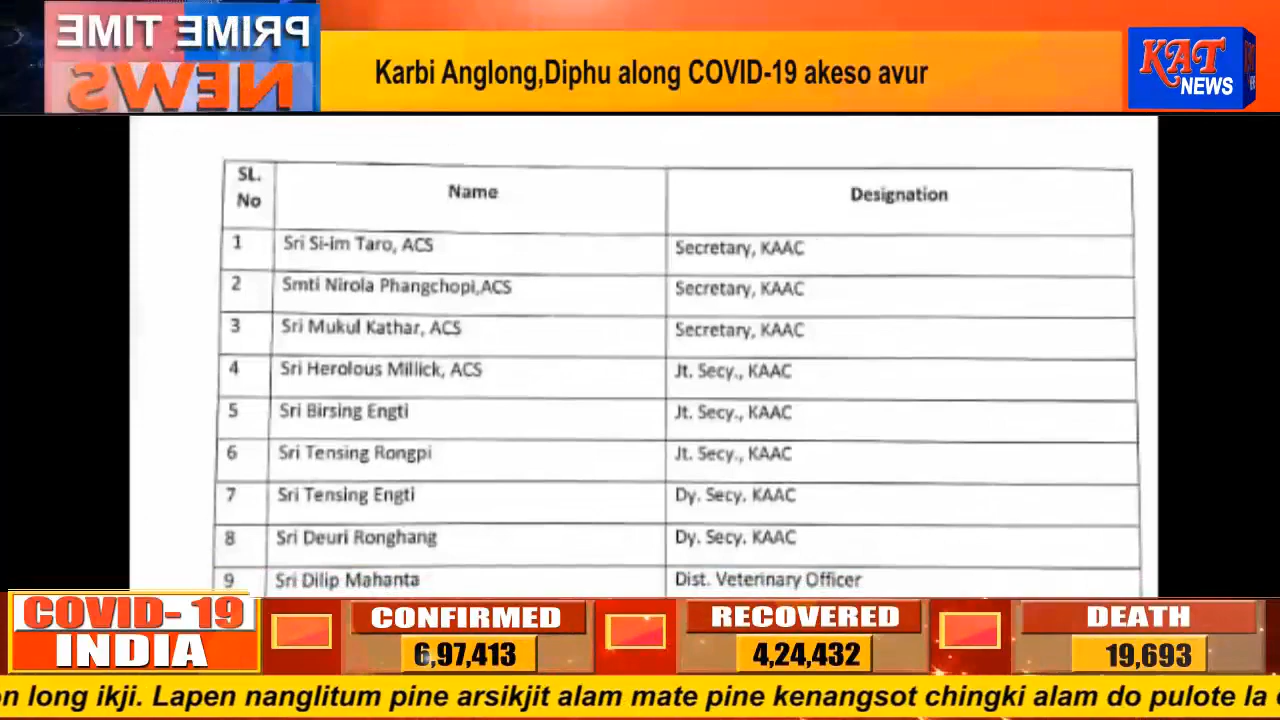 PRIME TIME
NEWS
Karbi Anglong,Diphu along COVID-19 akeso avur
KAT
NEWS
SL. No Name Designation
1 Sri Si-im Taro, ACS Secretary, KAAC
2 Smti Nirola Phangchopi,ACS Secretary, KAAC
3 Sri Mukul Kathar, ACS Secretary, KAAC
4 Sri Herolous Millick, ACS Jt. Secy., KAAC
5 Sri Birsing Engti Jt. Secy., KAAC
6 Sri Tensing Rongpi Jt. Secy., KAAC
7 Sri Tensing Engti Dy. Secy. KAAC
8 Sri Deuri Ronghang Dy. Secy. KAAC
9 Sri Dilip Mahanta Dist. Veterinary Officer
COVID- 19
INDIA
CONFIRMED RECOVERED DEATH
6,97,413 4,24,432 19,693
long ikji. Lapen nanglitum pine arsikjit alam mate pine kenangsot chingki alam do pulote la